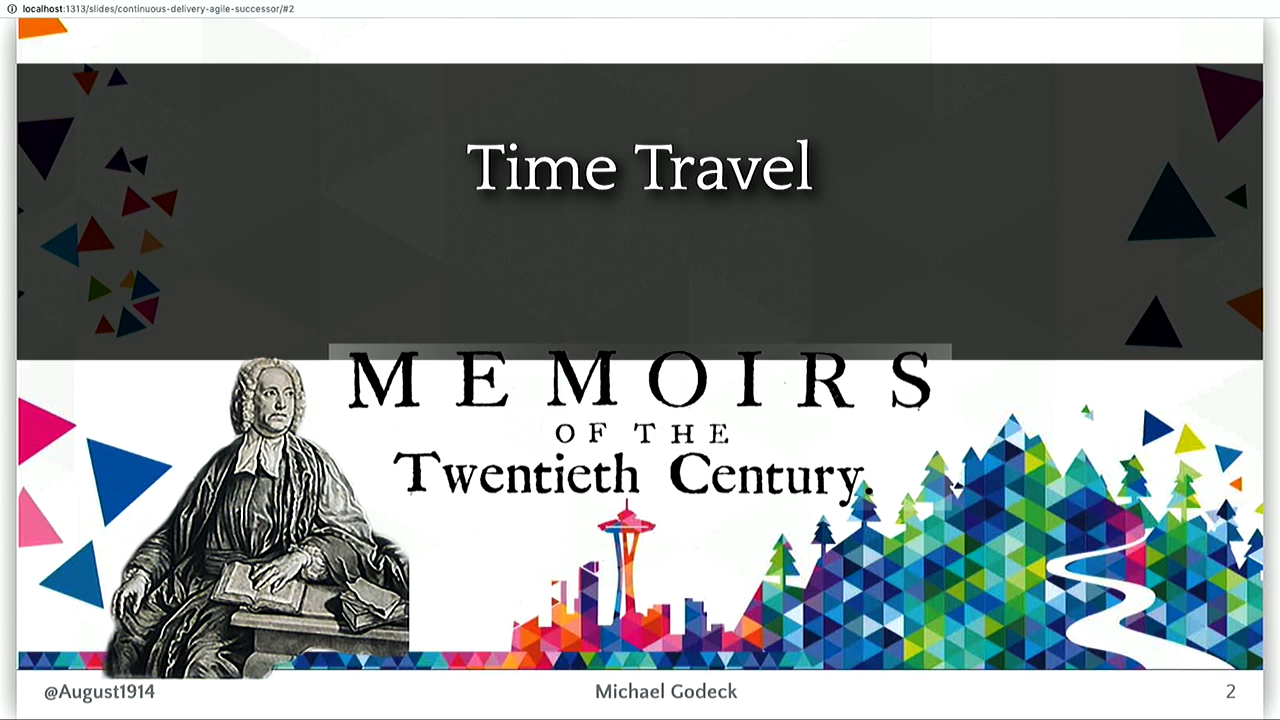 localhost:1313/slides/continuous-delivery-agile-successor/#2
Time Travel
MEMOIRS
OF THE
Twentieth Century.
@August1914
Michael Godeck
2